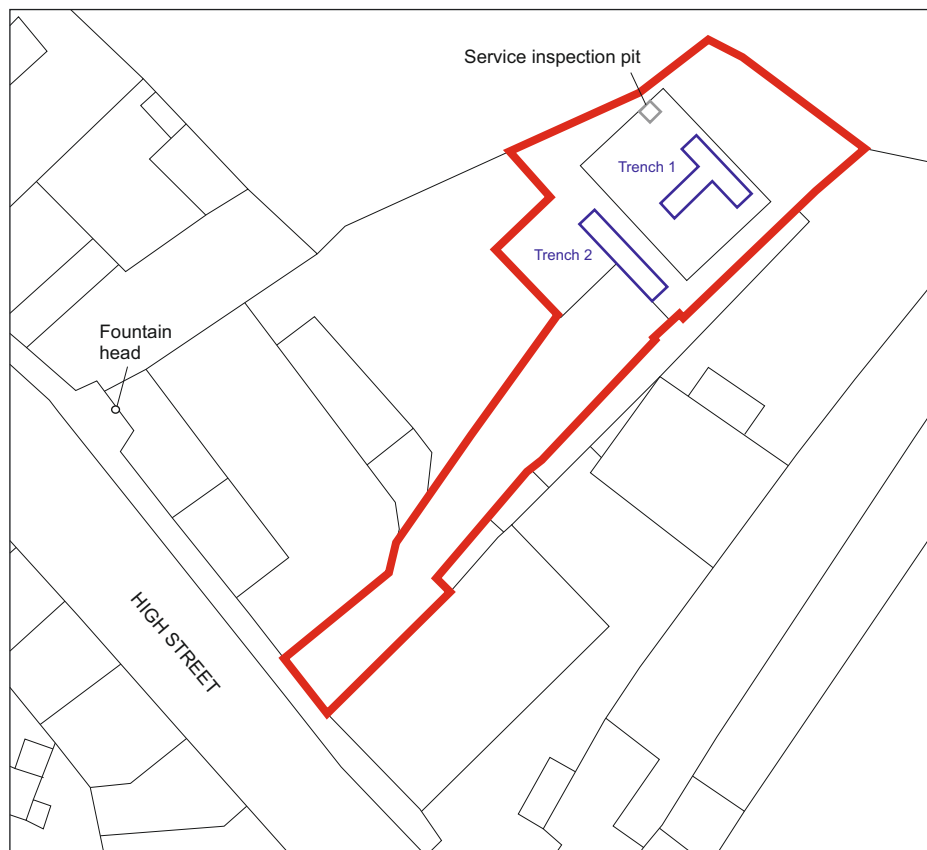 Service inspection pit
Trench 1
Trench 2
Fountain
head
HIGH STREET